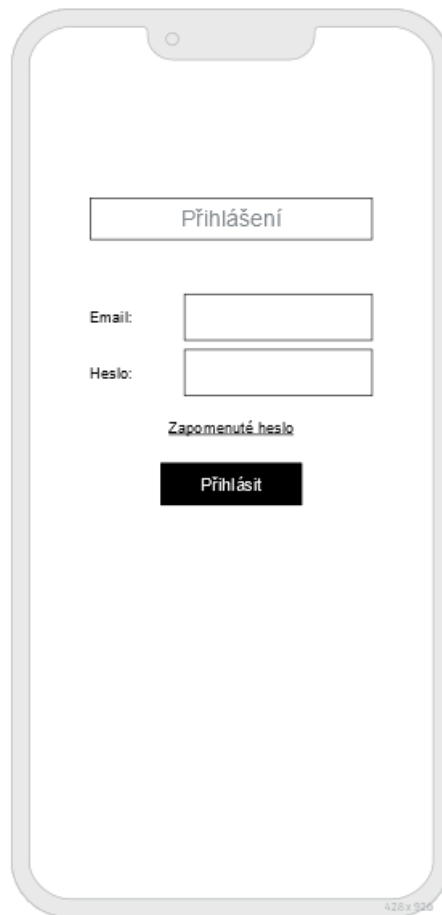 Přihlášení
Email:
Heslo:
Zapomenuté heslo
Přihlásit
428 x 926